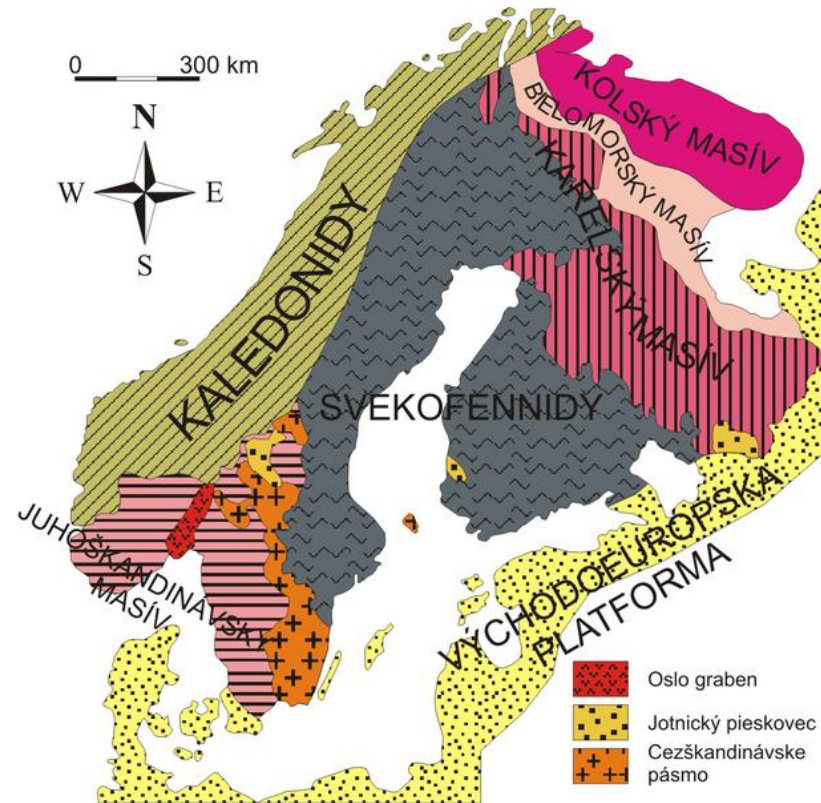 0 300 km
N
W E
S
KOLSKÝ MASÍV
BIELOMORSKÝ MASÍV
KARELSKÝ MASÍV
KALEDONIDY
SVEKOFENNIDY
JUHOŠKANDINÁVSKY
MASÍV
VÝCHODOEURÓPSKA
PLATFORMA
Oslo graben
Jotnický pieskovec
Cezškandinávske
pásmo